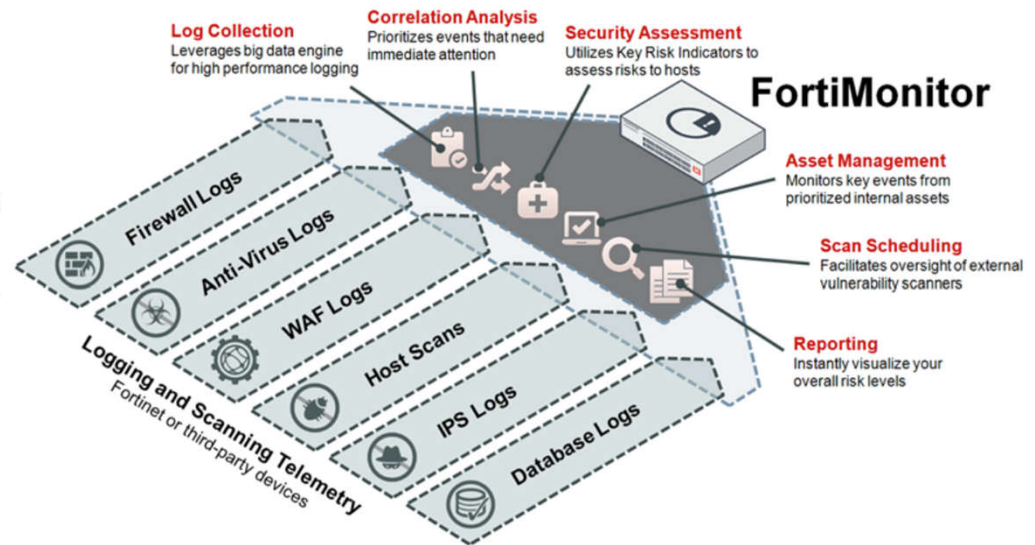 Log Collection
Leverages big data engine
for high performance logging
Correlation Analysis
Prioritizes events that need
immediate attention
Security Assessment
Utilizes Key Risk Indicators to
assess risks to hosts
FortiMonitor
Asset Management
Monitors key events from
prioritized internal assets
Scan Scheduling
Facilitates oversight of external
vulnerability scanners
Reporting
Instantly visualize your
overall risk levels
Firewall Logs
Anti-Virus Logs
WAF Logs
Host Scans
IPS Logs
Database Logs
Logging and Scanning Telemetry
Fortinet or third-party devices